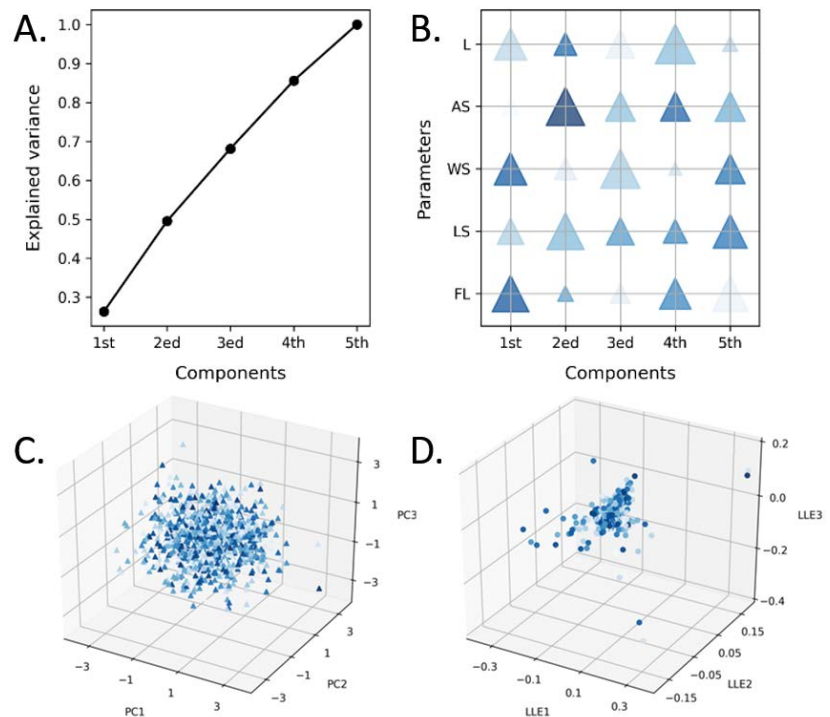 A.
Explained variance
1.0
0.9
0.8
0.7
0.6
0.5
0.4
0.3
1st 2ed 3ed 4th 5th
Components
B.
Parameters
L
AS
WS
LS
FL
1st 2ed 3ed 4th 5th
Components
C.
3
1
−1
−3
PC3
3
1
−1
−3
PC2
−3
−1
1
3
PC1
D.
0.2
0.0
−0.2
−0.4
LLE3
0.15
0.05
−0.05
−0.15
LLE2
−0.3
−0.1
0.1
0.3
LLE1